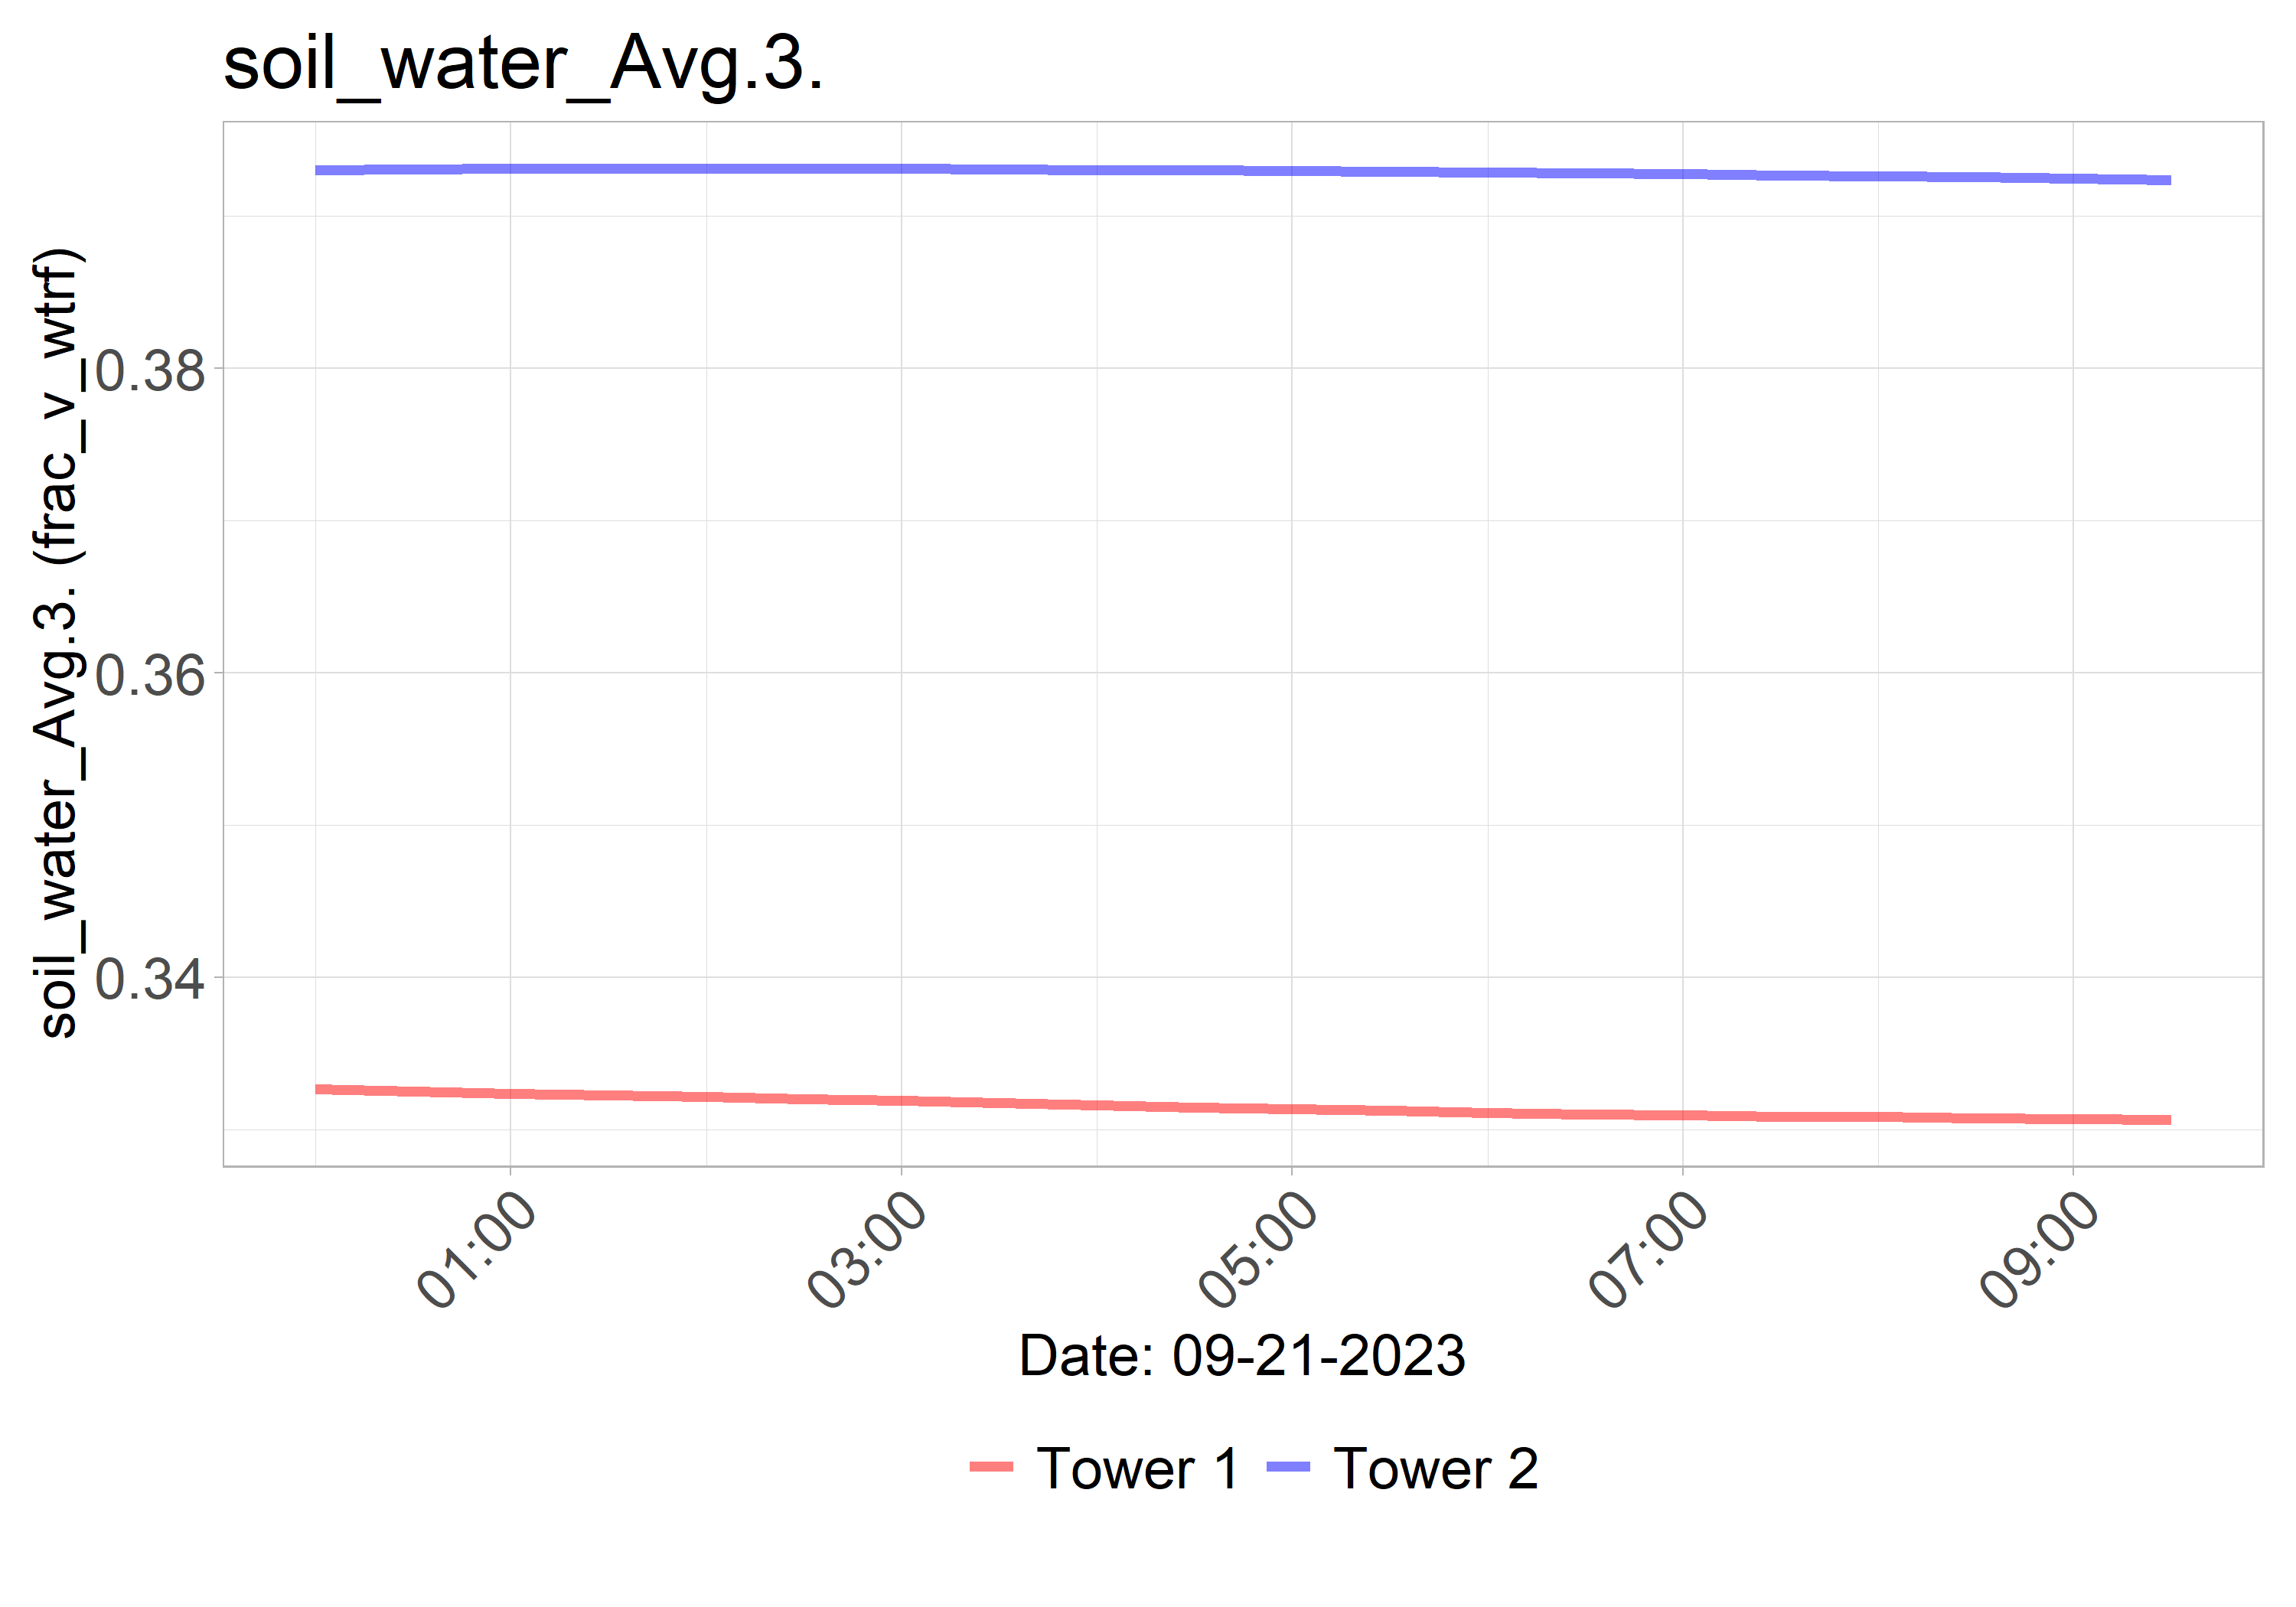 soil_water_Avg.3.
soil_water_Avg.3. (frac_v_wtrf)
0.38
0.36
0.34
01:00
03:00
05:00
07:00
09:00
Date: 09-21-2023
Tower 1
Tower 2